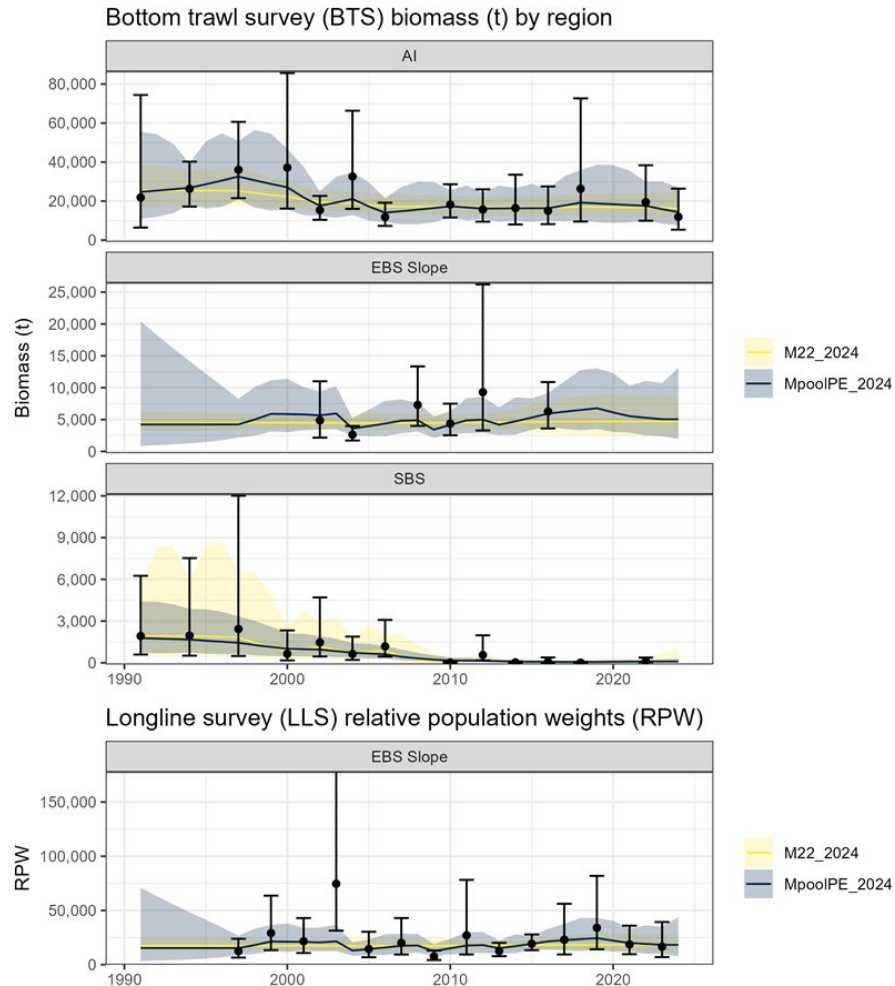 Bottom trawl survey (BTS) biomass (t) by region
AI
80,000
60,000
40,000
20,000
0
EBS Slope
25,000
20,000
15,000
10,000
5,000
0
Biomass (t)
M22_2024
MpoolPE_2024
SBS
12,000
9,000
6,000
3,000
0
1990
2000
2010
2020
Longline survey (LLS) relative population weights (RPW)
EBS Slope
150,000
100,000
50,000
0
RPW
M22_2024
MpoolPE_2024
1990
2000
2010
2020